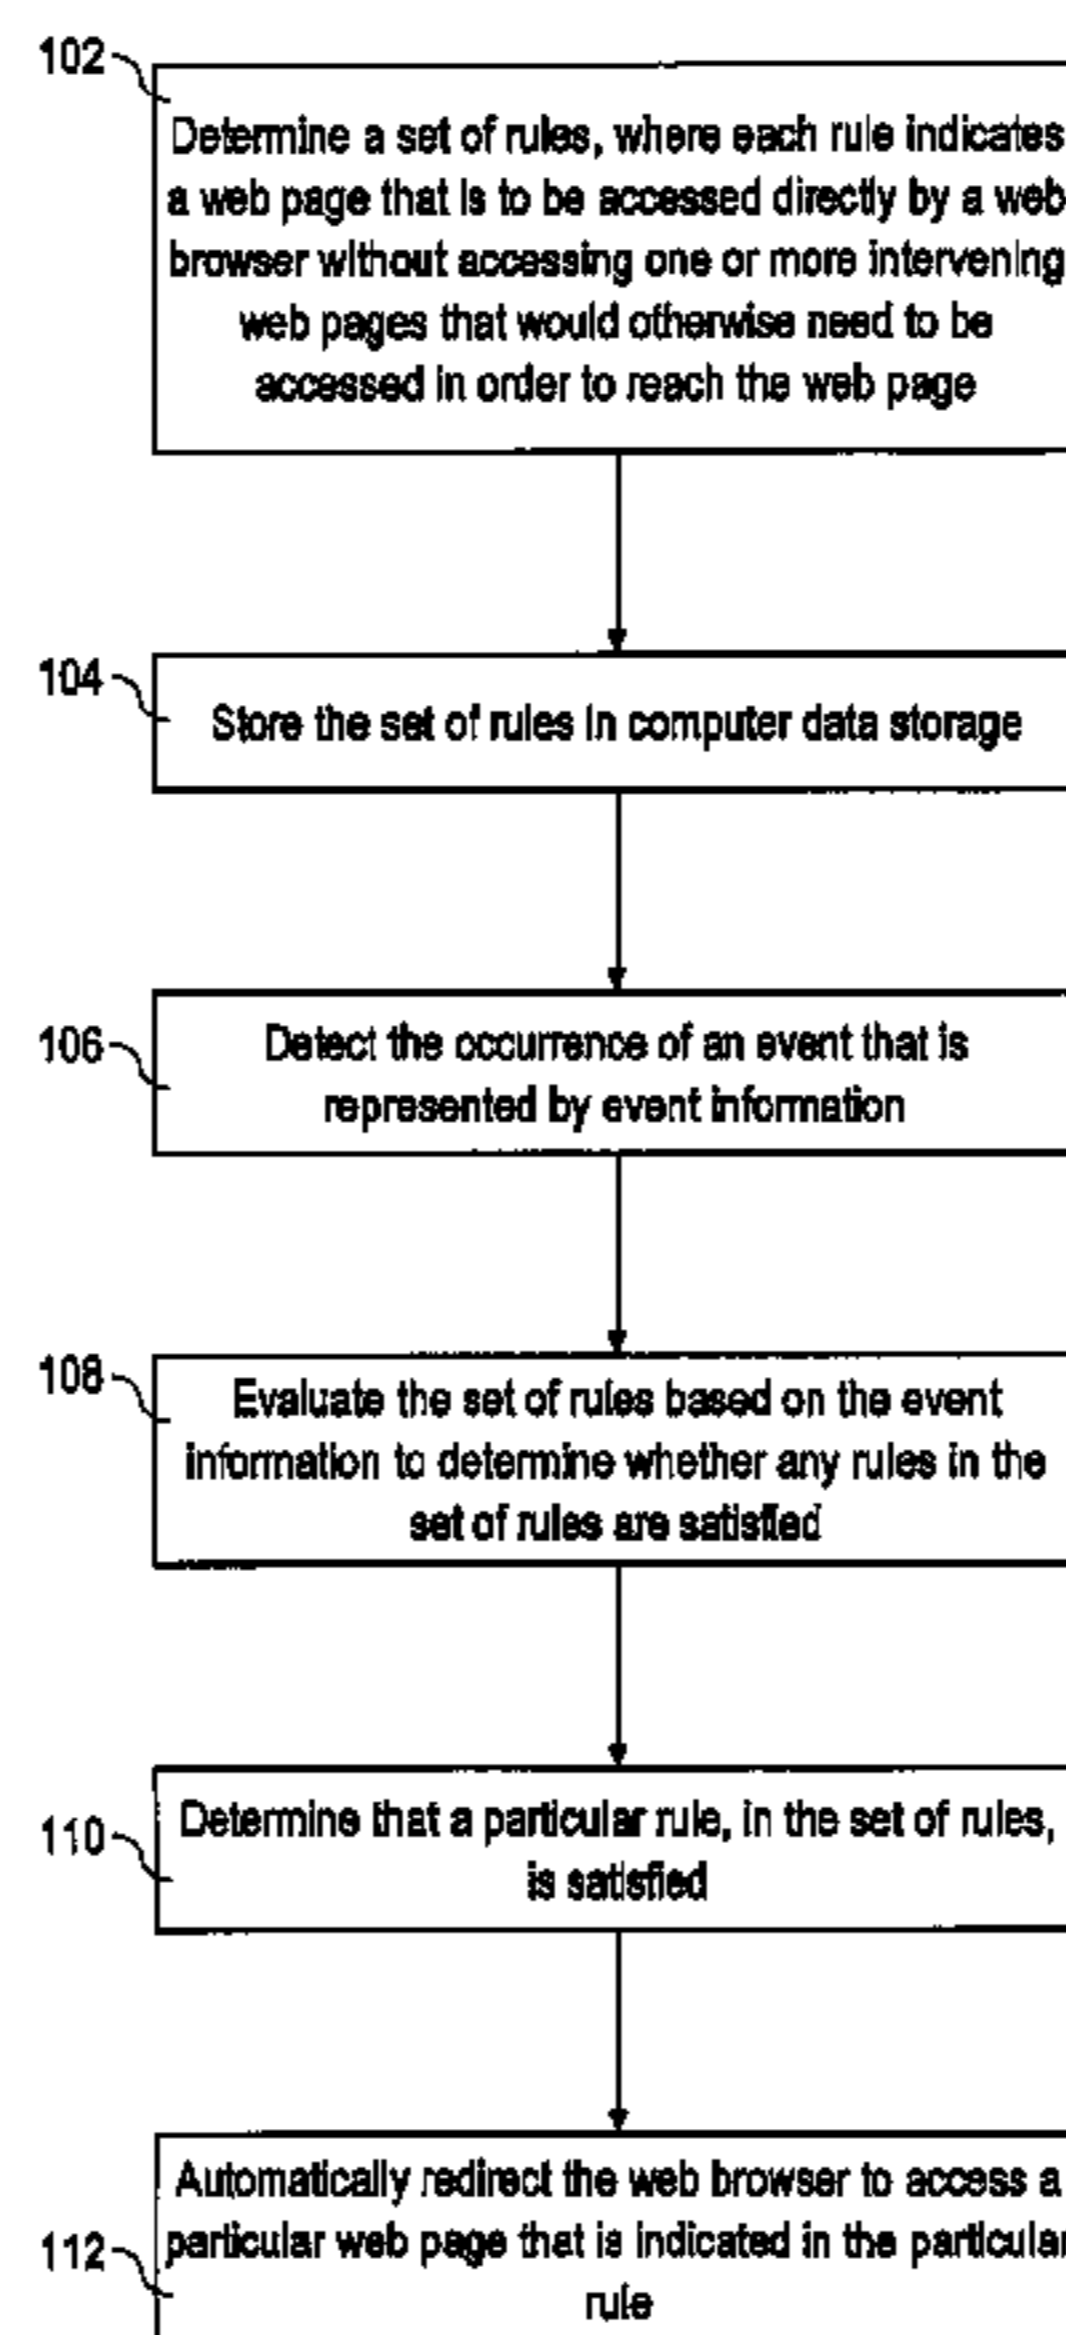 102
Determine a set of rules, where each rule indicates
a web page that is to be accessed directly by a web
browser without accessing one or more intervening
web pages that would otherwise need to be
accessed in order to reach the web page
104
Store the set of rules in computer data storage
106
Detect the occurrence of an event that is
represented by event information
108
Evaluate the set of rules based on the event
information to determine whether any rules in the
set of rules are satisfied
110
Determine that a particular rule, in the set of rules,
is satisfied
112
Automatically redirect the web browser to access a
particular web page that is indicated in the particular
rule